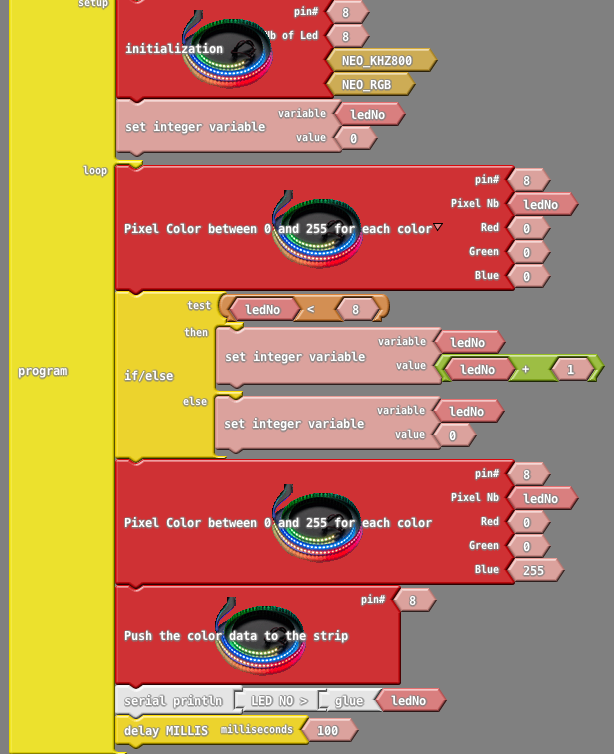 setup
pin# 8
Nb of Led 8
initialization
NEO_KHZ800
NEO_RGB
set integer variable
variable ledNo
value 0
loop
pin# 8
Pixel Nb ledNo
Pixel Color between 0 and 255 for each color
Red 0
Green 0
Blue 0
program
if/else
test ledNo < 8
then
set integer variable
variable ledNo
value ledNo + 1
else
set integer variable
variable ledNo
value 0
pin# 8
Pixel Nb ledNo
Pixel Color between 0 and 255 for each color
Red 0
Green 0
Blue 255
pin# 8
Push the color data to the strip
serial println LED NO > glue ledNo
delay MILLIS milliseconds 100